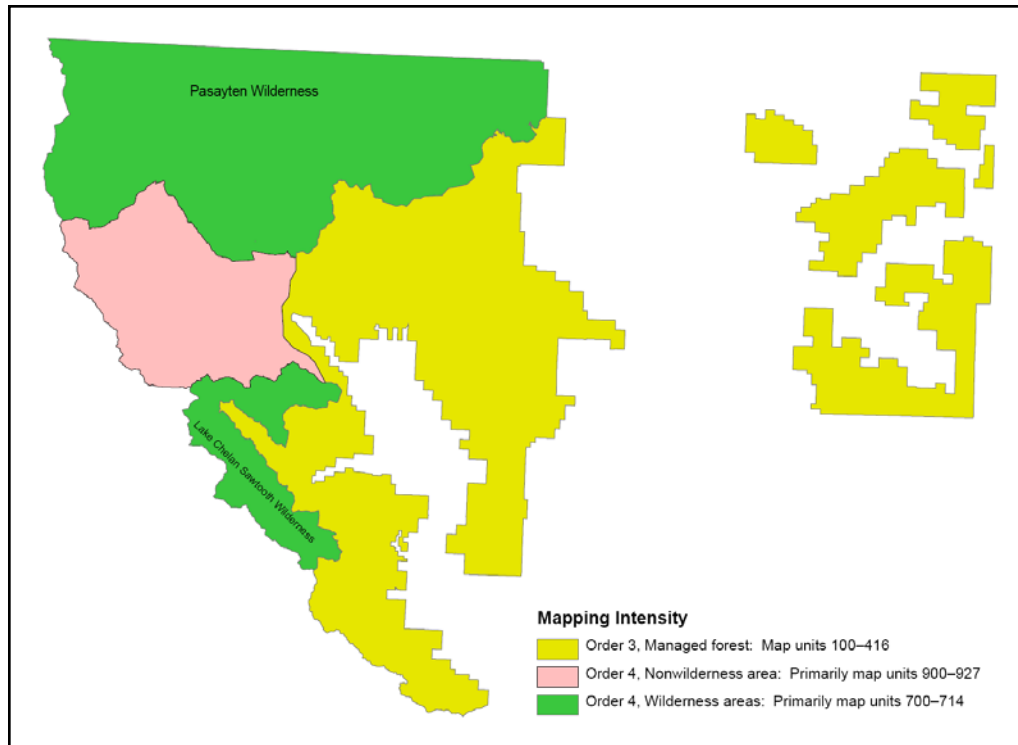 Pasayten Wilderness
Lake Chelan Sawtooth Wilderness
Mapping Intensity
Order 3, Managed forest: Map units 100–416
Order 4, Nonwilderness area: Primarily map units 900–927
Order 4, Wilderness areas: Primarily map units 700–714